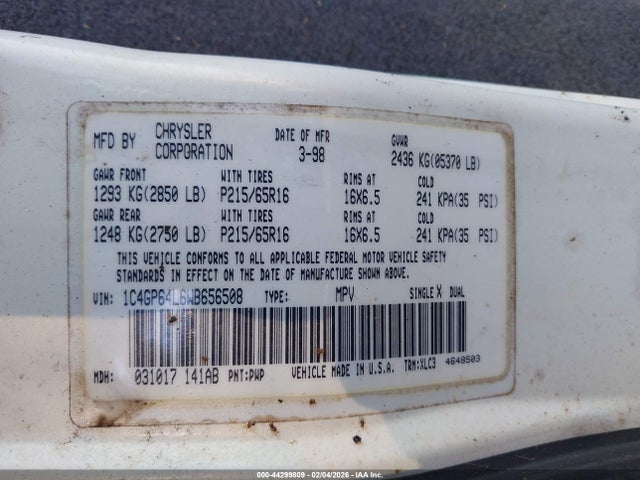 MFD BY CHRYSLER CORPORATION DATE OF MFR 3-98 GVWR 2436 KG(05370 LB)
GAWR FRONT WITH TIRES RIMS AT COLD
1293 KG(2850 LB) P215/65R16 16X6.5 241 KPA(35 PSI)
GAWR REAR WITH TIRES RIMS AT COLD
1248 KG(2750 LB) P215/65R16 16X6.5 241 KPA(35 PSI)
THIS VEHICLE CONFORMS TO ALL APPLICABLE FEDERAL MOTOR VEHICLE SAFETY
STANDARDS IN EFFECT ON THE DATE OF MANUFACTURE SHOWN ABOVE.
VIN: 1C4GP64L6WB656508 TYPE: MPV SINGLE X DUAL
MDH: 031017 141AB PNT:PWP VEHICLE MADE IN U.S.A. TRM:XLC3 4648503
000-44299809 - 02/04/2026 - IAA Inc.